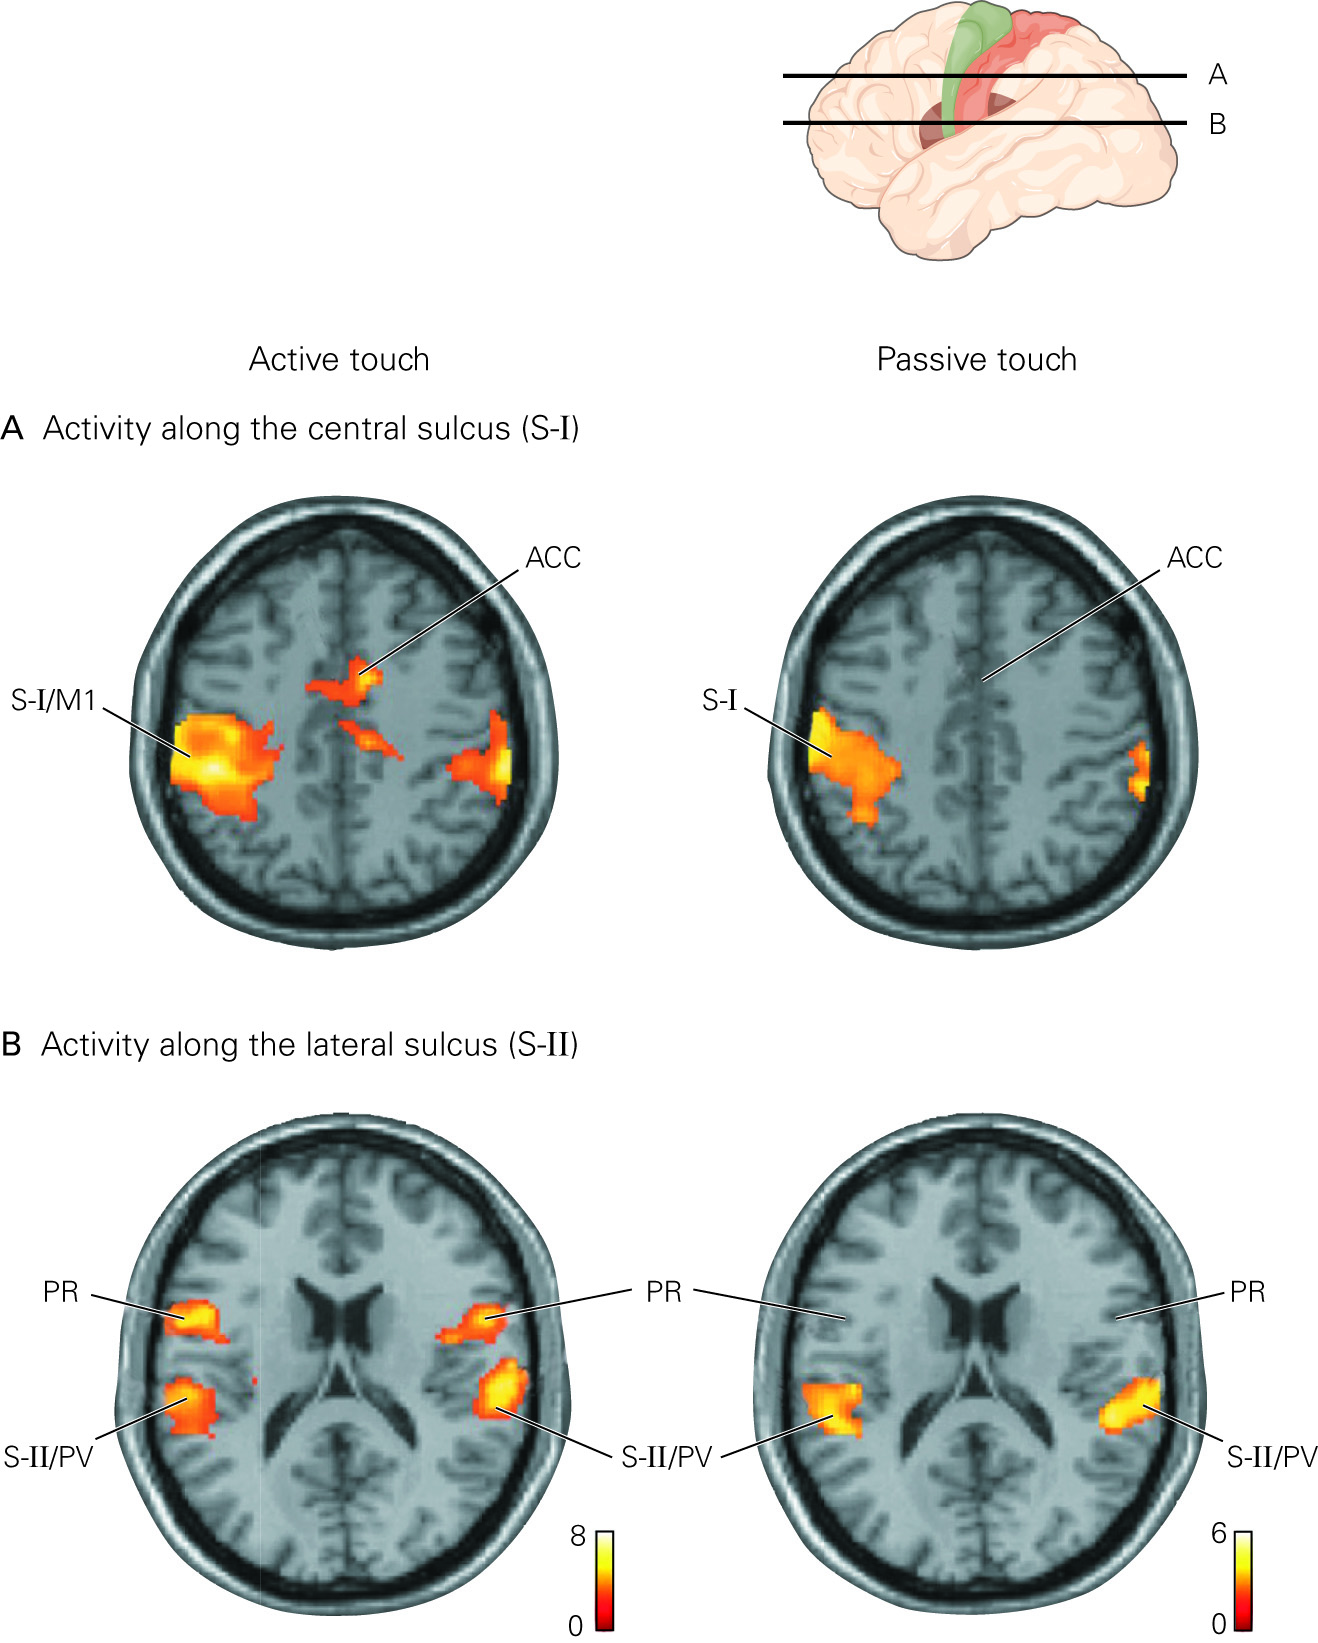 A
B
Active touch
Passive touch
A Activity along the central sulcus (S-I)
ACC
ACC
S-I/M1
S-I
B Activity along the lateral sulcus (S-II)
PR
PR
PR
S-II/PV
S-II/PV
S-II/PV
8
0
6
0